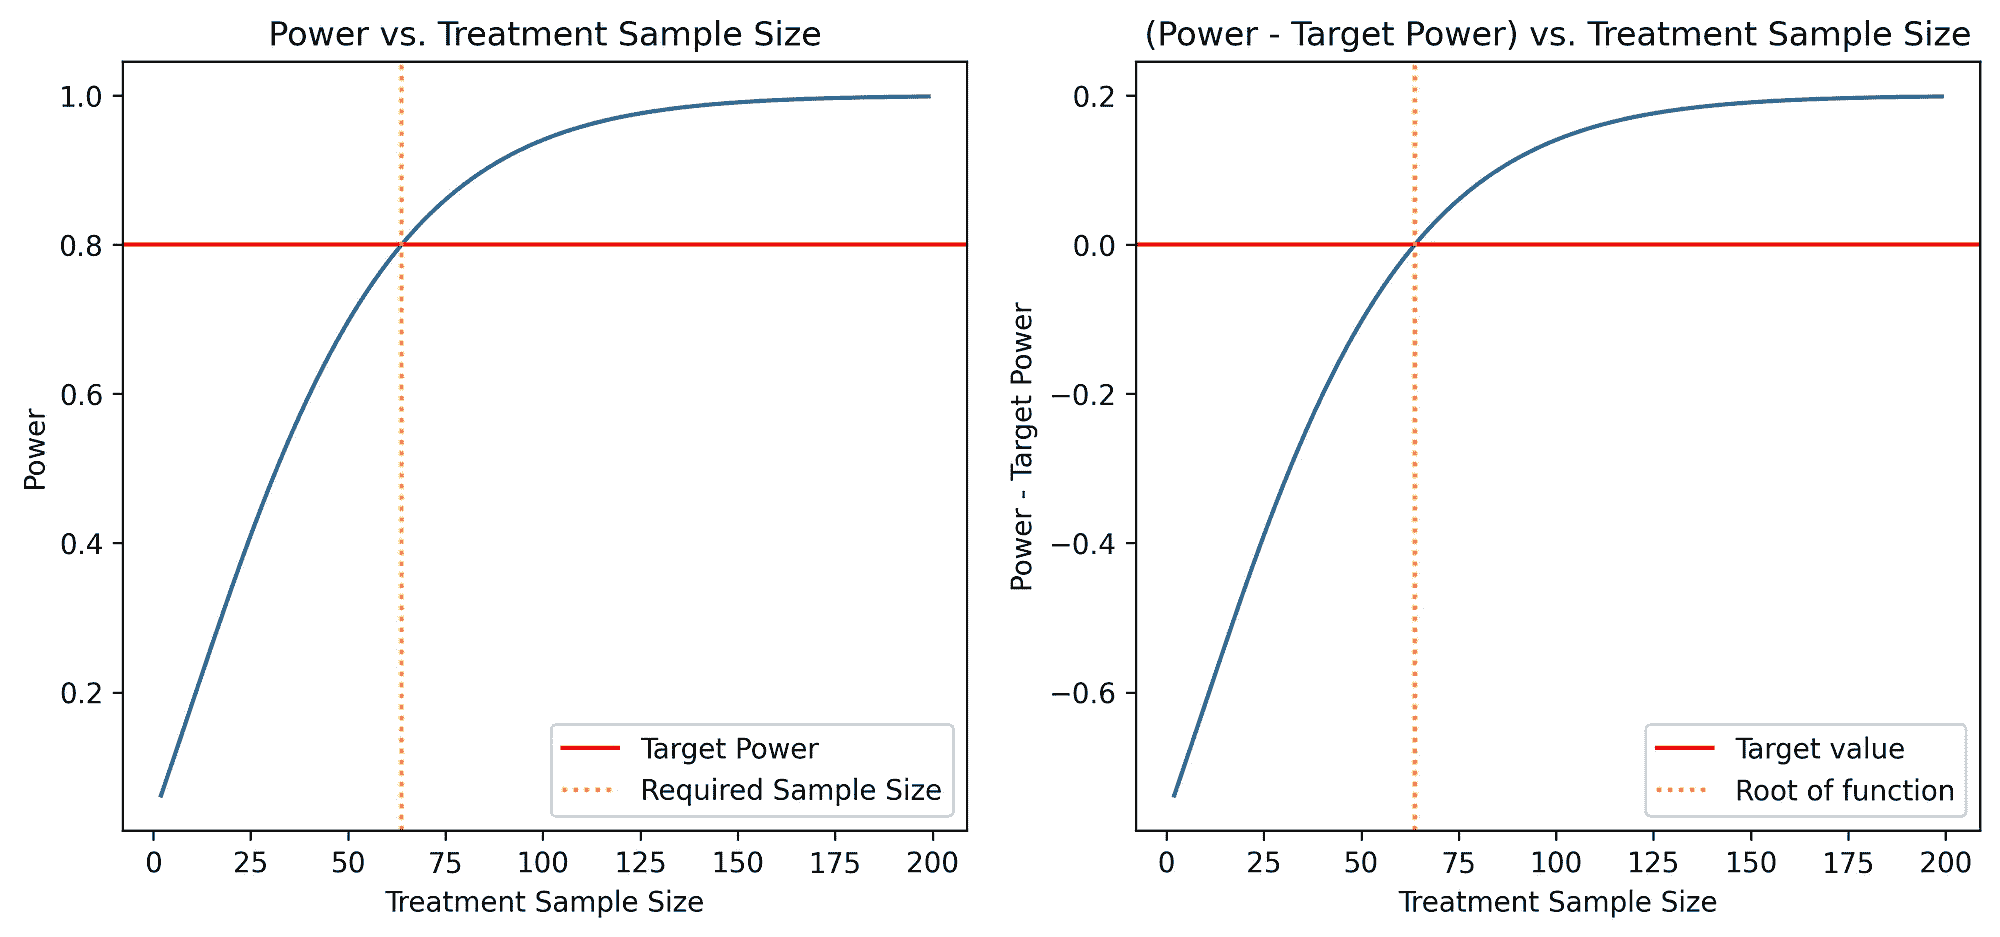 Power vs. Treatment Sample Size
1.0
0.8
0.6
0.4
0.2
Power
0 25 50 75 100 125 150 175 200
Treatment Sample Size
Target Power
Required Sample Size
(Power - Target Power) vs. Treatment Sample Size
0.2
0.0
−0.2
−0.4
−0.6
Power - Target Power
0 25 50 75 100 125 150 175 200
Treatment Sample Size
Target value
Root of function